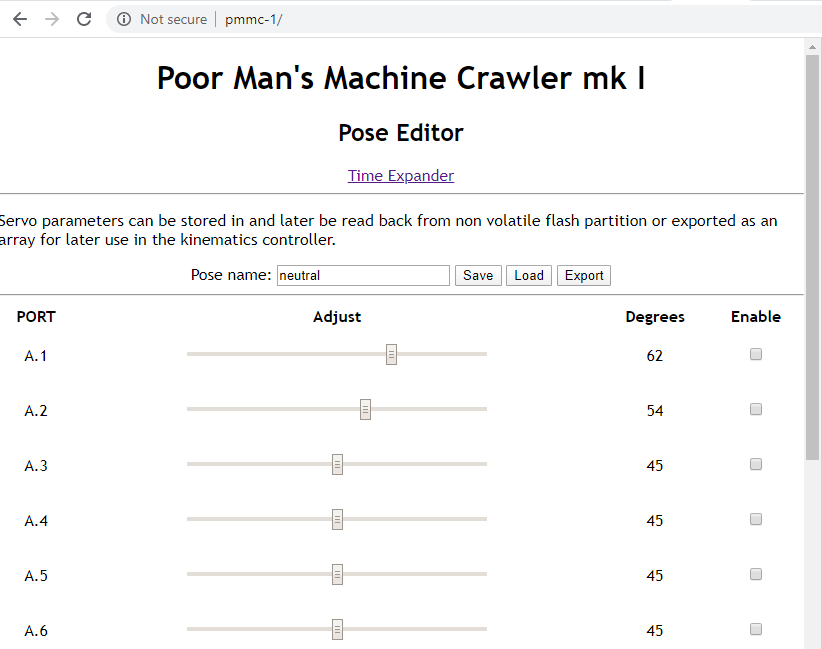 Not secure | pmmc-1/
Poor Man's Machine Crawler mk I
Pose Editor
Time Expander
Servo parameters can be stored in and later be read back from non volatile flash partition or exported as an
array for later use in the kinematics controller.
Pose name: neutral Save Load Export
PORT Adjust Degrees Enable
A.1 62
A.2 54
A.3 45
A.4 45
A.5 45
A.6 45